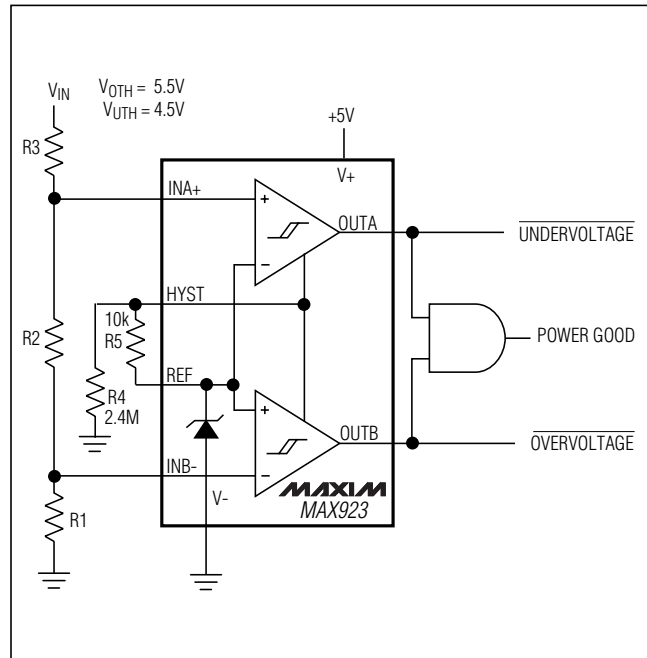 VIN
VOTH = 5.5V
VUTH = 4.5V
+5V
R3
V+
INA+
+
OUTA
UNDERVOLTAGE
−
HYST
10k
R5
R2
POWER GOOD
REF
R4
2.4M
+
OUTB
OVERVOLTAGE
INB-
−
V-
MAXIM
MAX923
R1